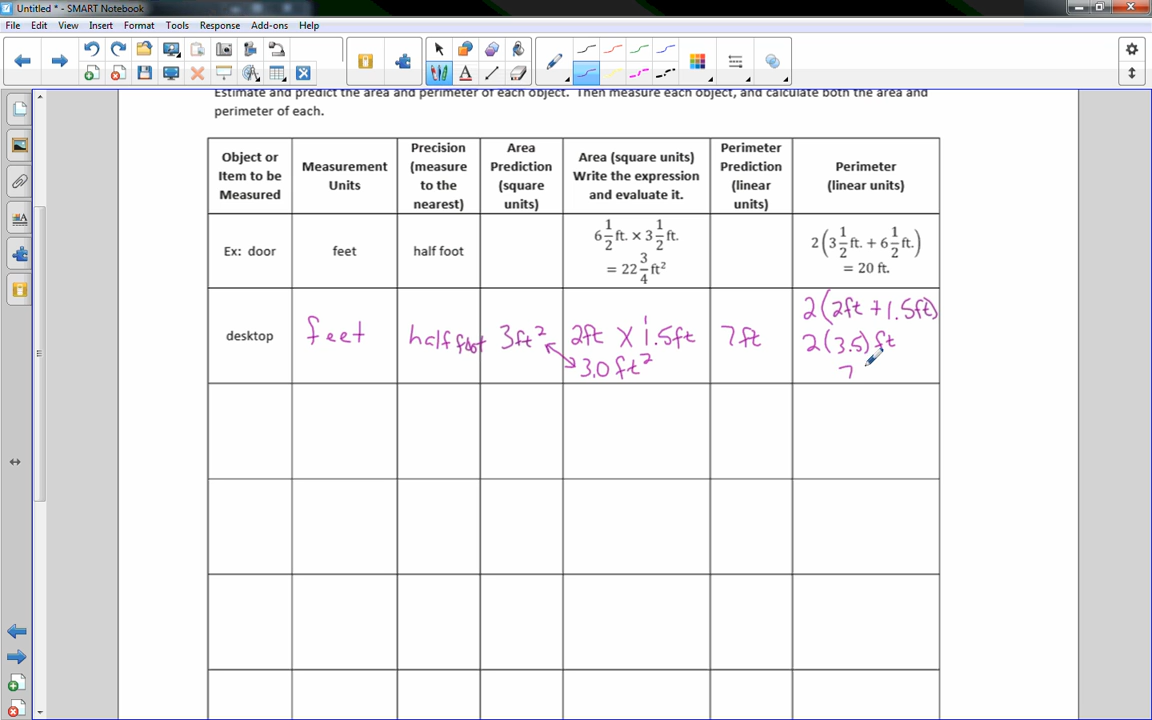 Untitled * - SMART Notebook
File Edit View Insert Format Tools Response Add-ons Help
Estimate and predict the area and perimeter of each object. Then measure each object, and calculate both the area and
perimeter of each.
Object or Item to be Measured
Measurement Units
Precision (measure to the nearest)
Area Prediction (square units)
Area (square units) Write the expression and evaluate it.
Perimeter Prediction (linear units)
Perimeter (linear units)
Ex: door
feet
half foot
6 1/2 ft. × 3 1/2 ft.
= 22 3/4 ft²
2(3 1/2 ft. + 6 1/2 ft.)
= 20 ft.
desktop
feet
half foot
3ft²
2ft X 1.5ft
3.0 ft²
7ft
2(2ft + 1.5ft)
2(3.5)ft
7